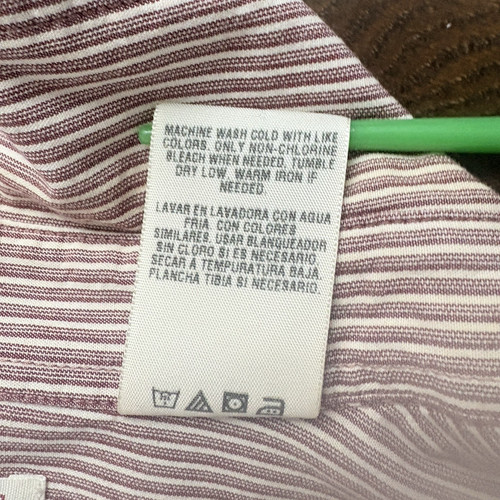 MACHINE WASH COLD WITH LIKE
COLORS. ONLY NON-CHLORINE
BLEACH WHEN NEEDED. TUMBLE
DRY LOW. WARM IRON IF
NEEDED.
LAVAR EN LAVADORA CON AGUA
FRIA CON COLORES
SIMILARES. USAR BLANQUEADOR
SIN CLORO SI ES NECESARIO.
SECAR A TEMPURATURA BAJA.
PLANCHA TIBIA SI NECESARIO.